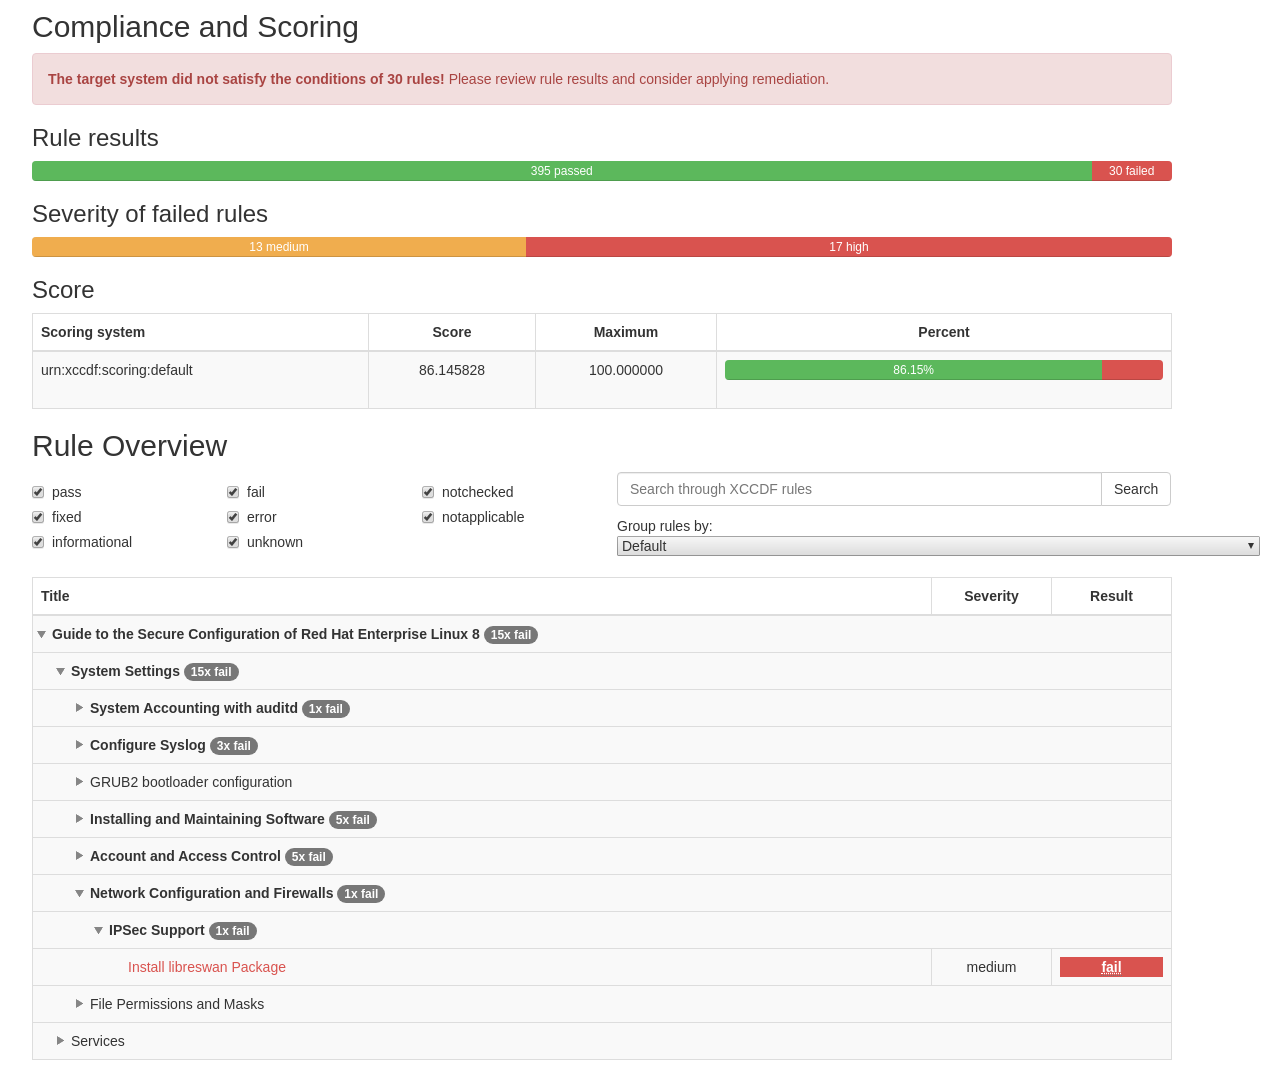 Compliance and Scoring
The target system did not satisfy the conditions of 30 rules! Please review rule results and consider applying remediation.
Rule results
395 passed 30 failed
Severity of failed rules
13 medium 17 high
Score
Scoring system Score Maximum Percent
urn:xccdf:scoring:default 86.145828 100.000000 86.15%
Rule Overview
pass fail notchecked
fixed error notapplicable
informational unknown
Search through XCCDF rules Search
Group rules by:
Default
Title Severity Result
Guide to the Secure Configuration of Red Hat Enterprise Linux 8 15x fail
System Settings 15x fail
System Accounting with auditd 1x fail
Configure Syslog 3x fail
GRUB2 bootloader configuration
Installing and Maintaining Software 5x fail
Account and Access Control 5x fail
Network Configuration and Firewalls 1x fail
IPSec Support 1x fail
Install libreswan Package medium fail
File Permissions and Masks
Services